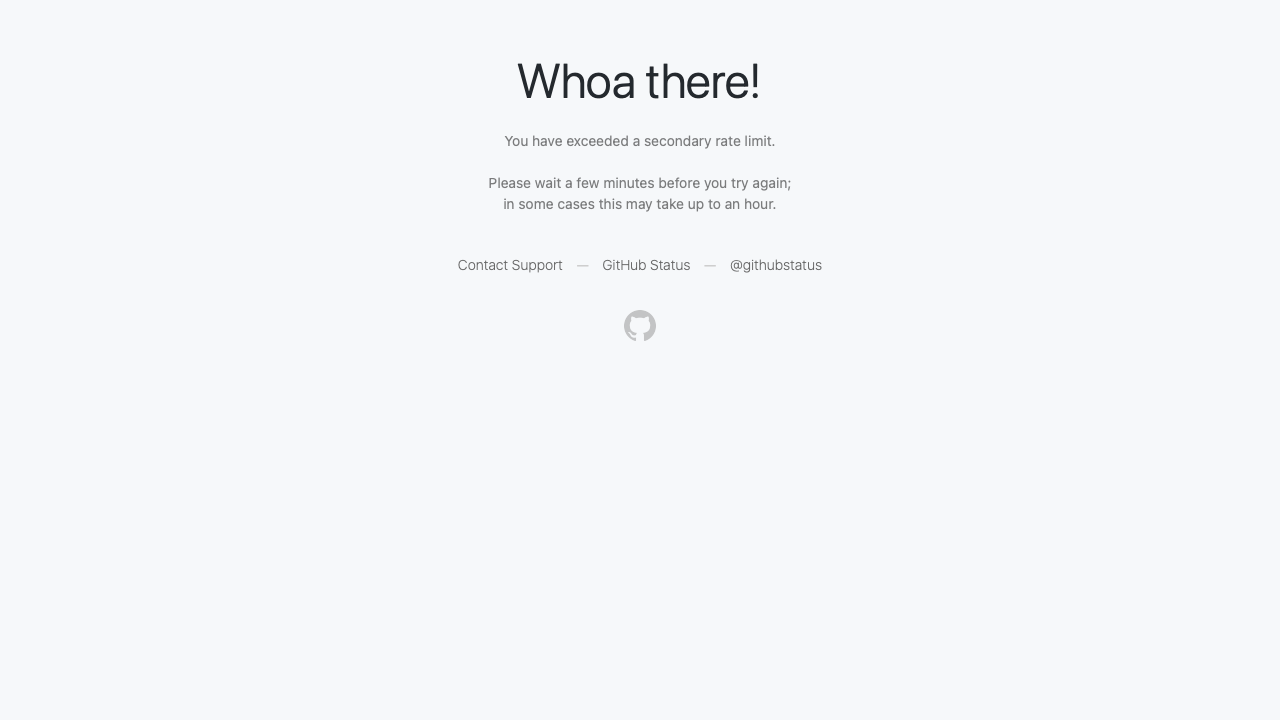 Whoa there!
You have exceeded a secondary rate limit.
Please wait a few minutes before you try again;
in some cases this may take up to an hour.
Contact Support — GitHub Status — @githubstatus